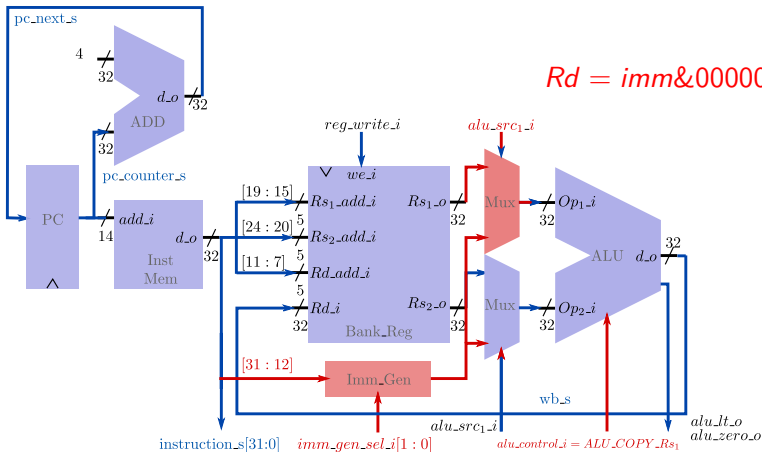 pc_next_s
4
32
ADD
d_o
32
32
pc_counter_s
Rd = imm&00000
reg_write_i
alu_src1_i
PC
14
add_i
d_o
Inst
Mem
32
[19 : 15]
[24 : 20]
[11 : 7]
5
5
5
32
we_i
Rs1_add_i
Rs2_add_i
Rd_add_i
Rd_i
Rs1_o
32
Rs2_o
32
Bank_Reg
Mux
Mux
32
32
Op1_i
Op2_i
ALU
d_o
32
[31 : 12]
Imm_Gen
wb_s
instruction_s[31:0]
imm_gen_sel_i[1 : 0]
alu_src1_i
alu_control_i = ALU_COPY_Rs1
alu_lt_o
alu_zero_o